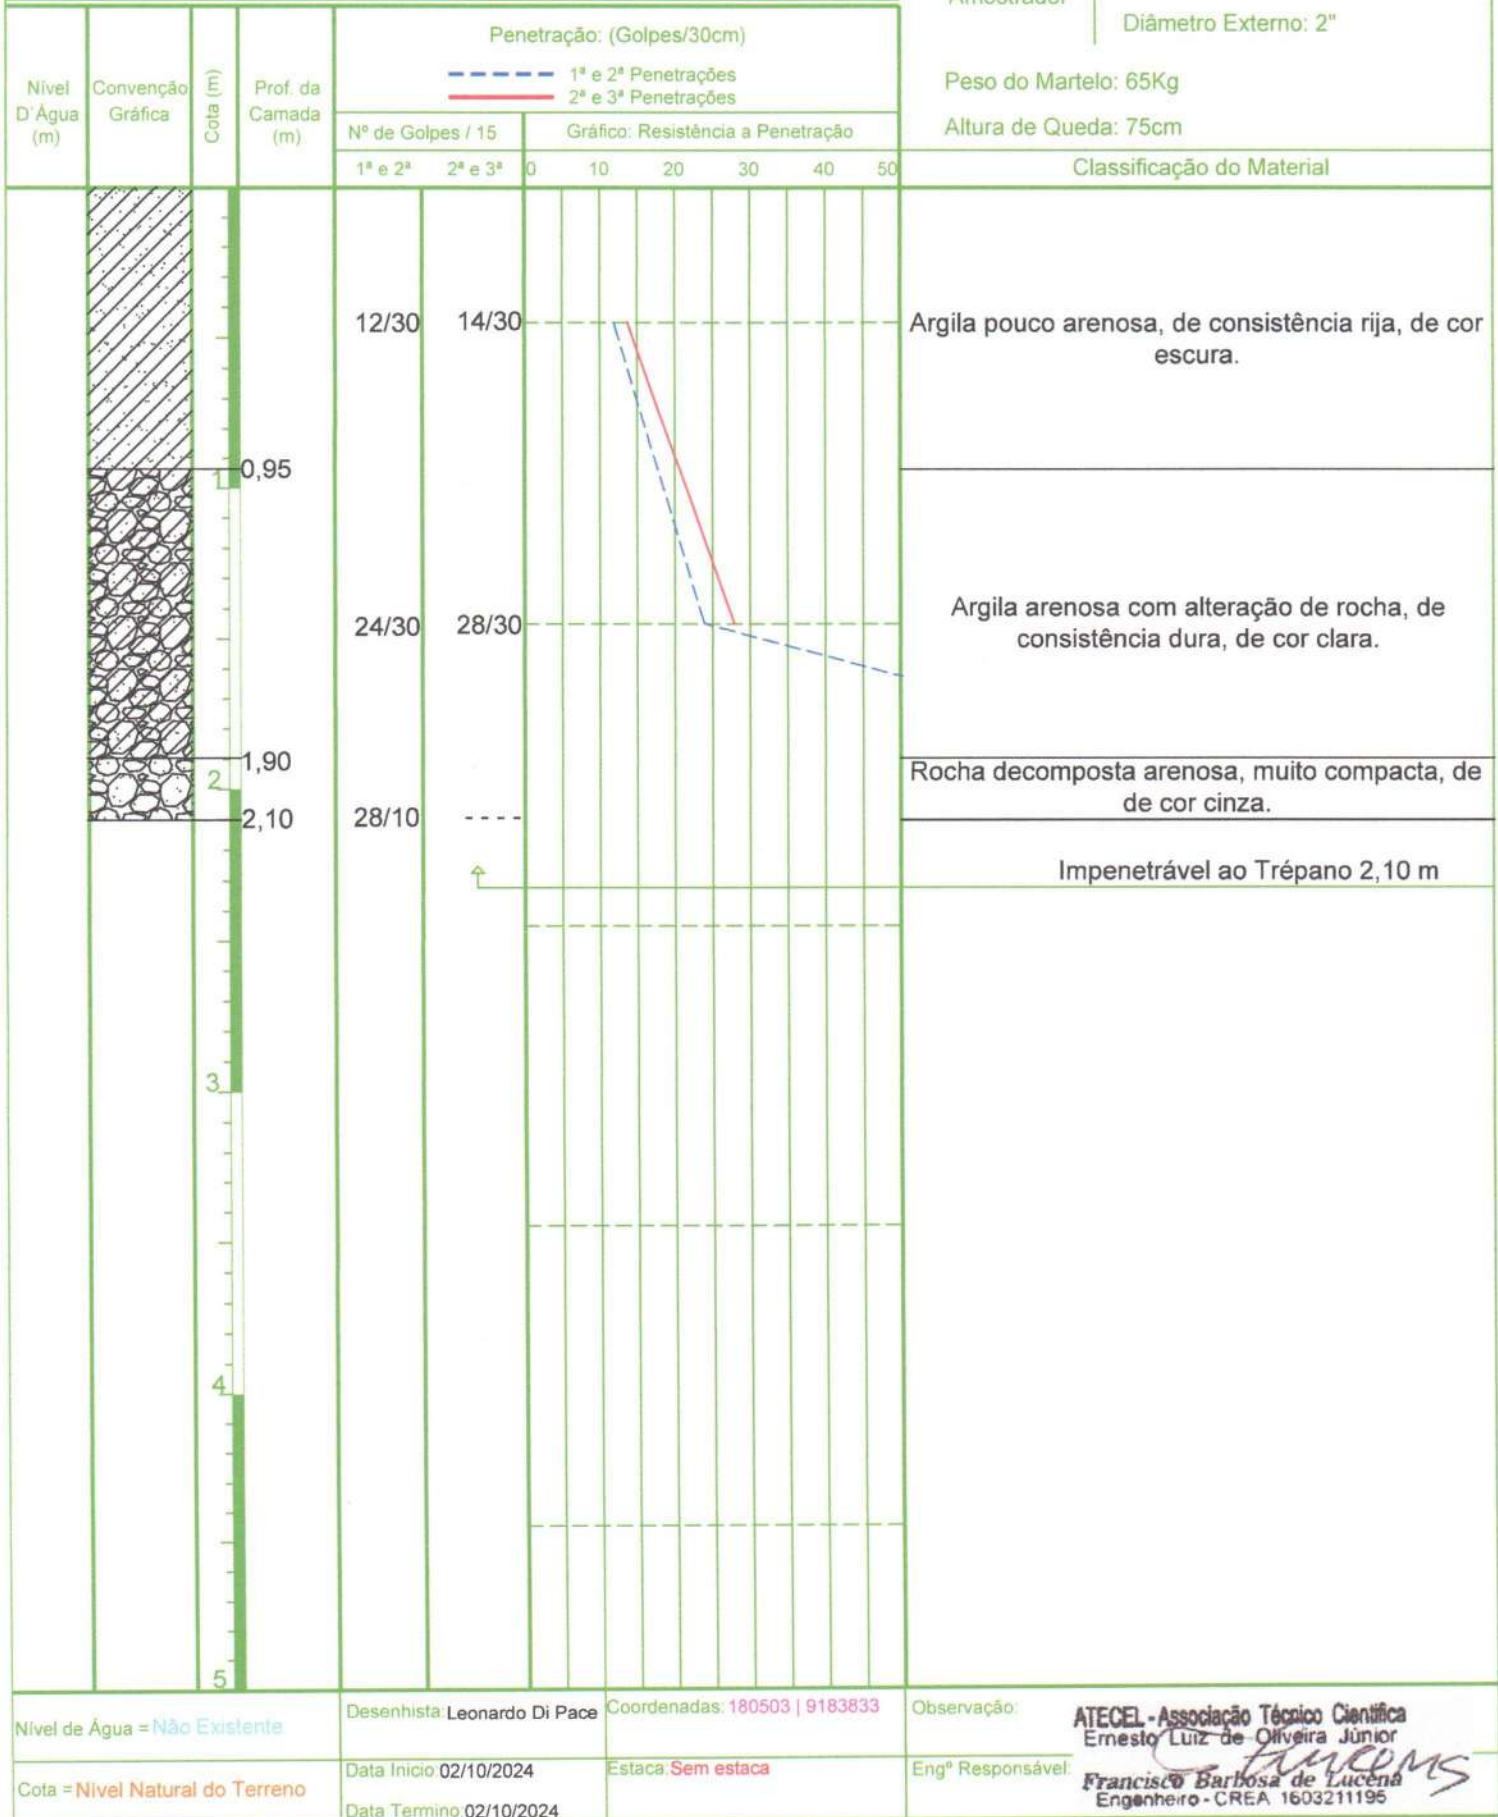 Amostrador
Diâmetro Externo: 2"
Peso do Martelo: 65Kg
Altura de Queda: 75cm
Classificação do Material
Nível
D'Água
(m)
Convenção
Gráfica
Cota (m)
Prof. da
Camada
(m)
Penetração: (Golpes/30cm)
1ª e 2ª Penetrações
2ª e 3ª Penetrações
Nº de Golpes / 15
Gráfico: Resistência a Penetração
1ª e 2ª 2ª e 3ª 0 10 20 30 40 50
12/30 14/30
Argila pouco arenosa, de consistência rija, de cor
escura.
0,95
1
24/30 28/30
Argila arenosa com alteração de rocha, de
consistência dura, de cor clara.
1,90
2
Rocha decomposta arenosa, muito compacta, de
de cor cinza.
2,10 28/10 ----
Impenetrável ao Trépano 2,10 m
3
4
5
Nível de Água = Não Existente
Cota = Nivel Natural do Terreno
Desenhista: Leonardo Di Pace
Data Inicio: 02/10/2024
Data Termino: 02/10/2024
Coordenadas: 180503 | 9183833
Estaca: Sem estaca
Observação:
Engº Responsável:
ATECEL - Associação Técnico Científica
Ernesto Luiz de Oliveira Júnior
Francisco Barbosa de Lucena
Engenheiro - CREA 1603211195